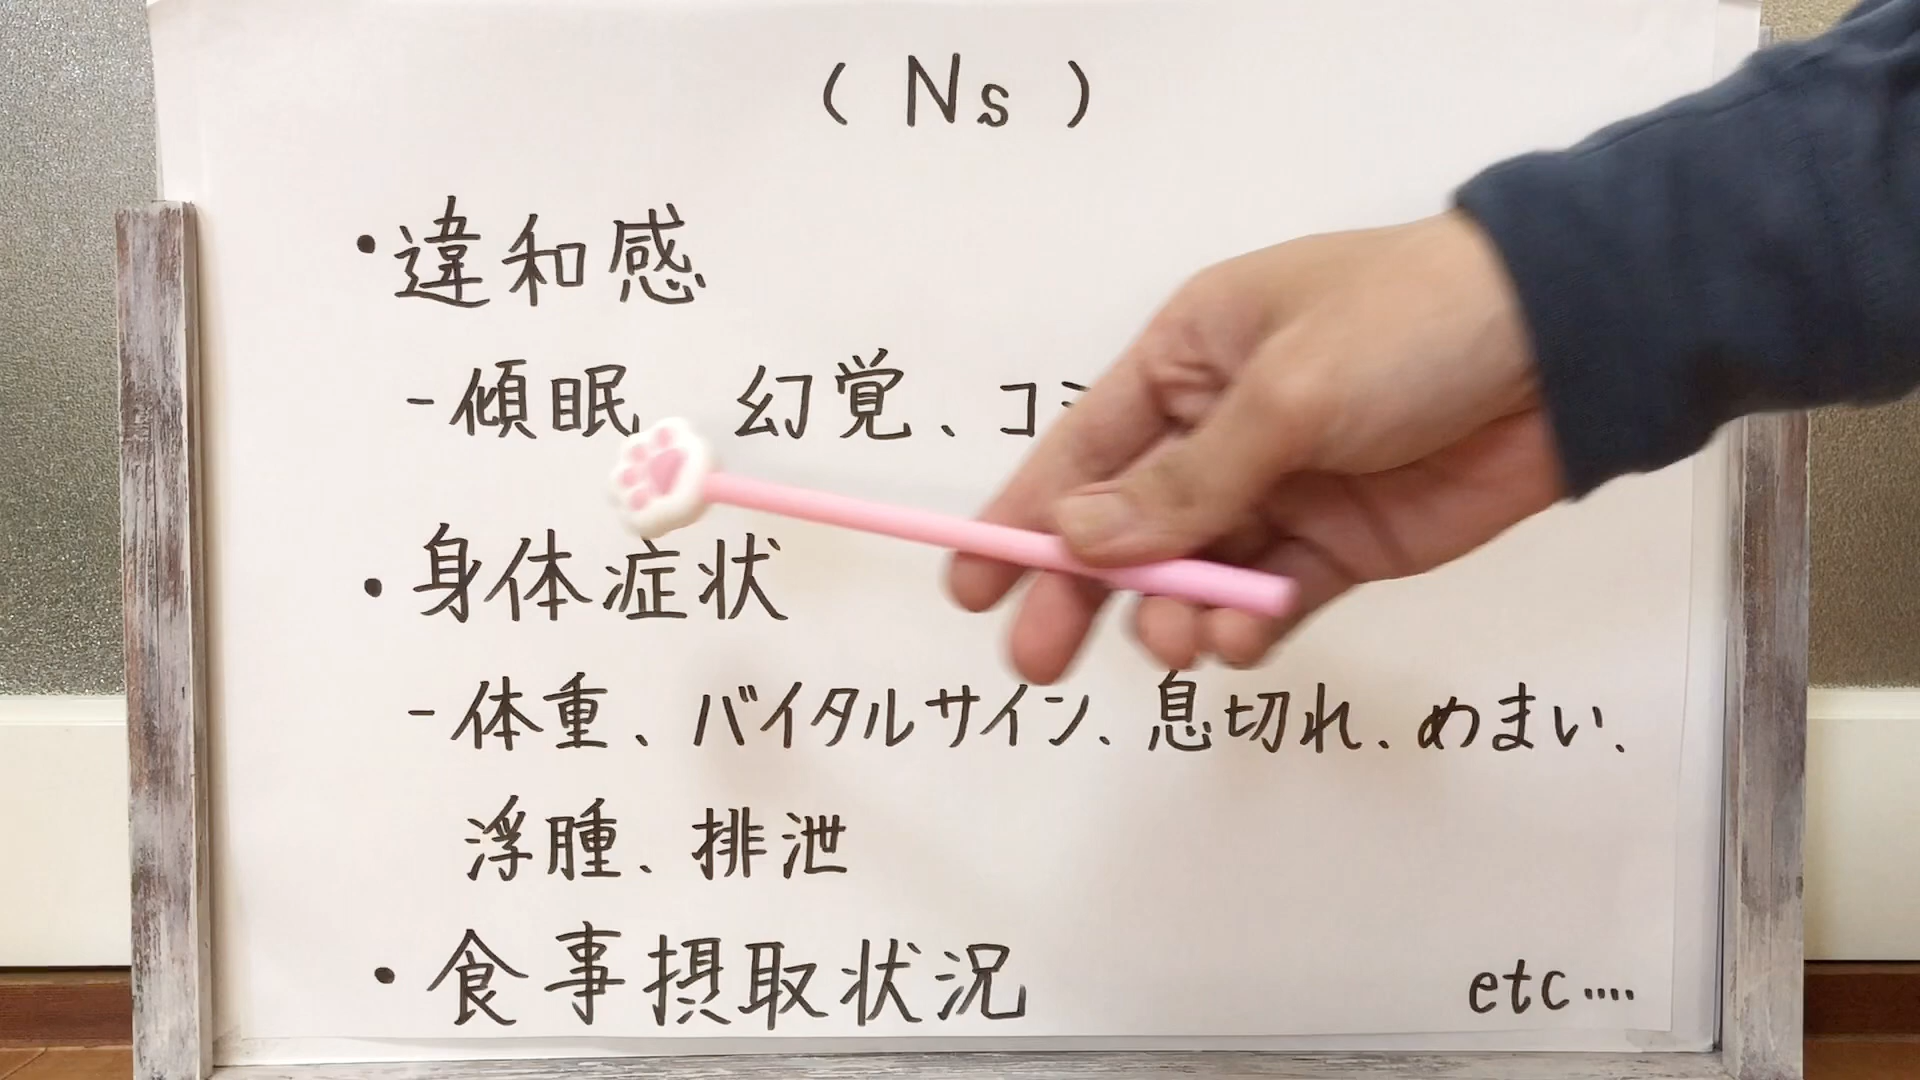 ( Ns )
・違和感
-傾眠 幻覚、コミ
・身体症状
-体重、バイタルサイン、息切れ、めまい、
浮腫、排泄
・食事摂取状況
etc....